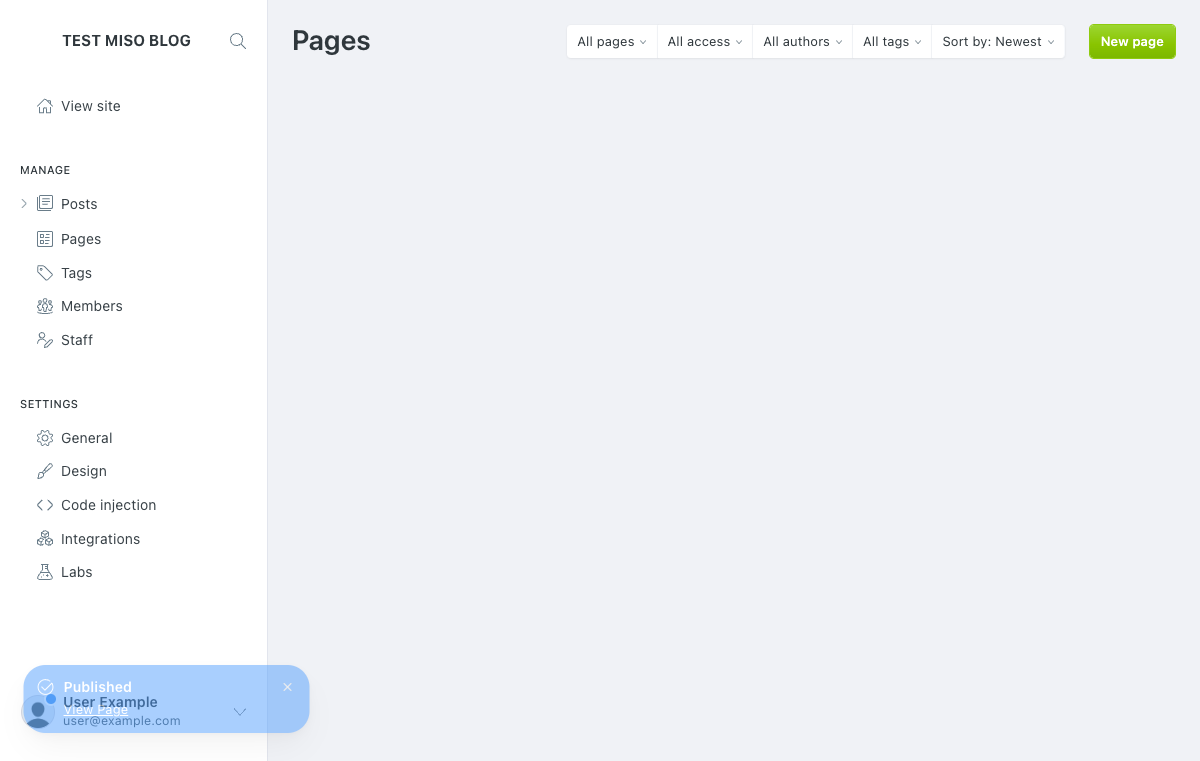 TEST MISO BLOG
View site
MANAGE
Posts
Pages
Tags
Members
Staff
SETTINGS
General
Design
Code injection
Integrations
Labs
Published
View Page
User Example
user@example.com
Pages
All pages
All access
All authors
All tags
Sort by: Newest
New page